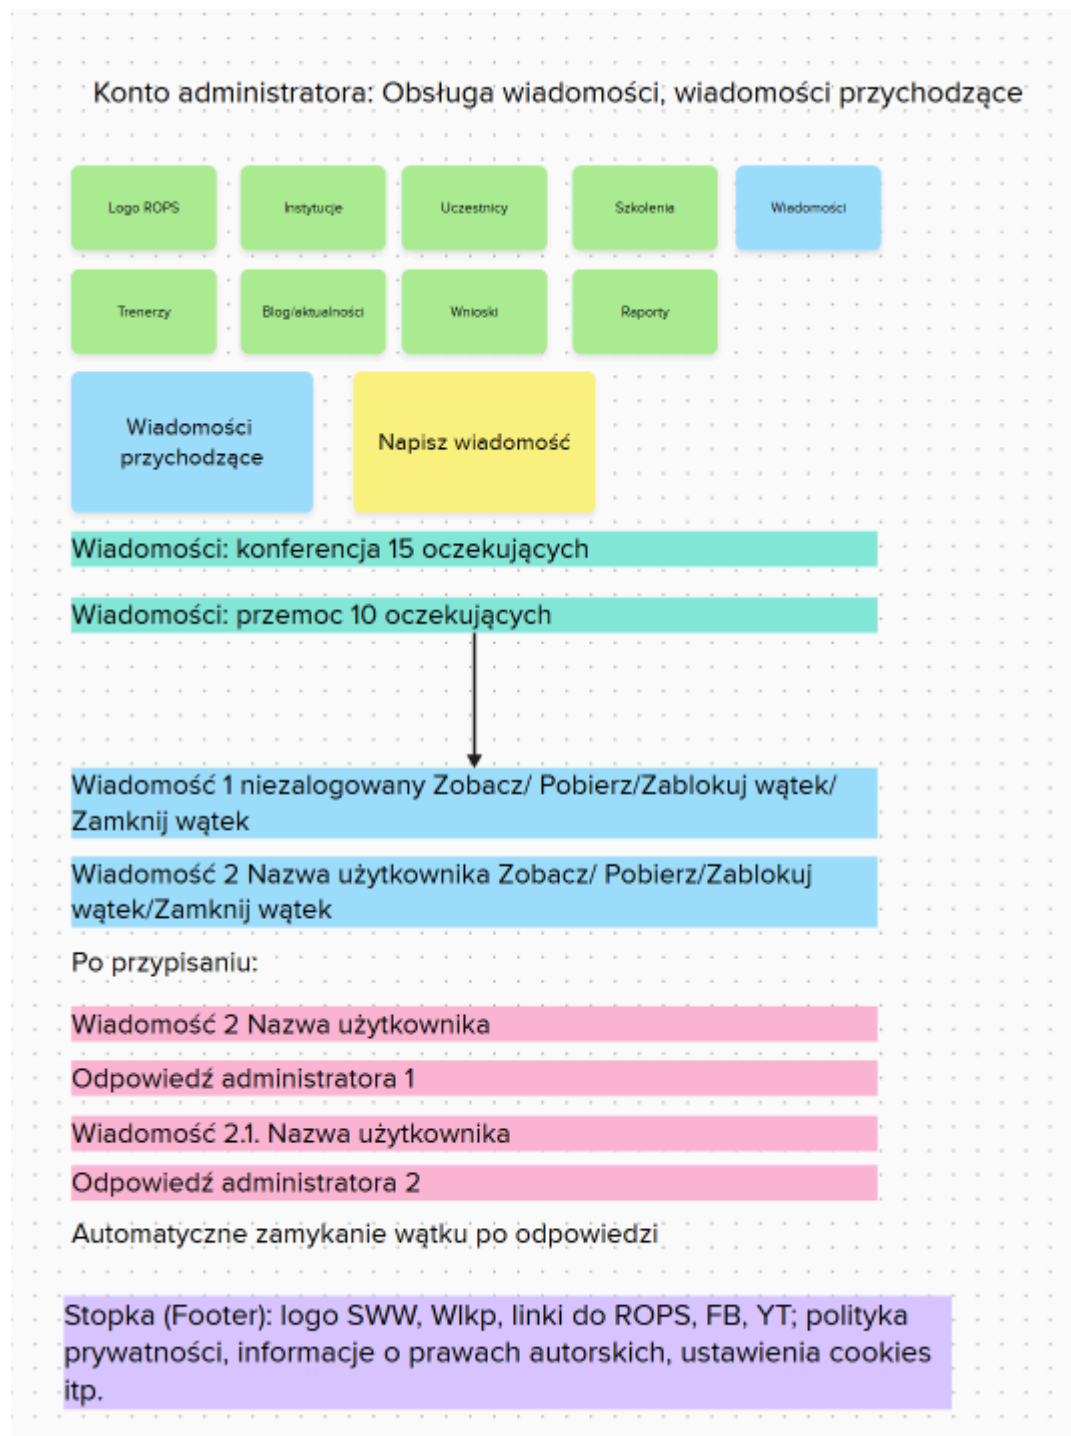 Konto administratora: Obsługa wiadomości, wiadomości przychodzące
Logo ROPS
Instytucje
Uczestnicy
Szkolenia
Wiadomości
Trenerzy
Blog/aktualności
Wnioski
Raporty
Wiadomości
przychodzące
Napisz wiadomość
Wiadomości: konferencja 15 oczekujących
Wiadomości: przemoc 10 oczekujących
Wiadomość 1 niezalogowany Zobacz/ Pobierz/Zablokuj wątek/
Zamknij wątek
Wiadomość 2 Nazwa użytkownika Zobacz/ Pobierz/Zablokuj
wątek/Zamknij wątek
Po przypisaniu:
Wiadomość 2 Nazwa użytkownika
Odpowiedź administratora 1
Wiadomość 2.1. Nazwa użytkownika
Odpowiedź administratora 2
Automatyczne zamykanie wątku po odpowiedzi
Stopka (Footer): logo SWW, Wlkp, linki do ROPS, FB, YT; polityka
prywatności, informacje o prawach autorskich, ustawienia cookies
itp.